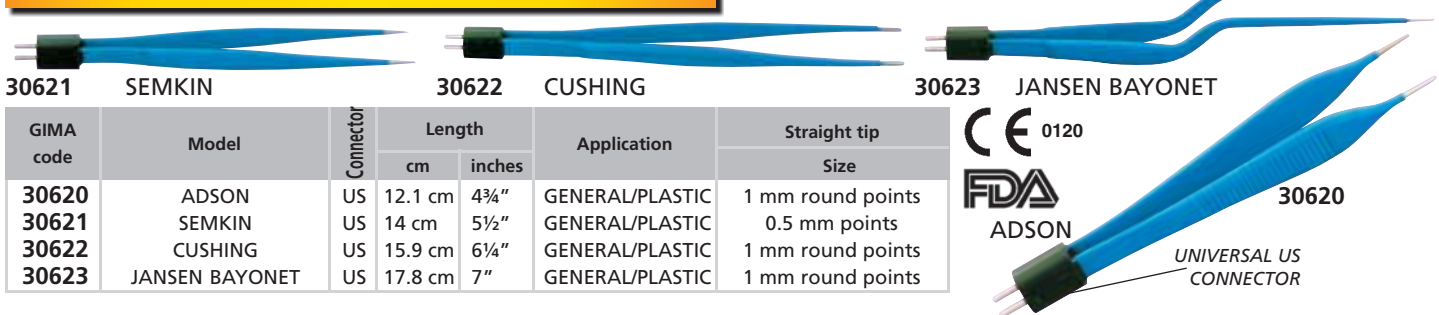 30621 SEMKIN
30622 CUSHING
30623 JANSEN BAYONET
GIMA code Model Connector Length Application Straight tip
cm inches Size
30620 ADSON US 12.1 cm 4¾” GENERAL/PLASTIC 1 mm round points
30621 SEMKIN US 14 cm 5½” GENERAL/PLASTIC 0.5 mm points
30622 CUSHING US 15.9 cm 6¼” GENERAL/PLASTIC 1 mm round points
30623 JANSEN BAYONET US 17.8 cm 7” GENERAL/PLASTIC 1 mm round points
CE 0120
FDA
ADSON
30620
UNIVERSAL US
CONNECTOR